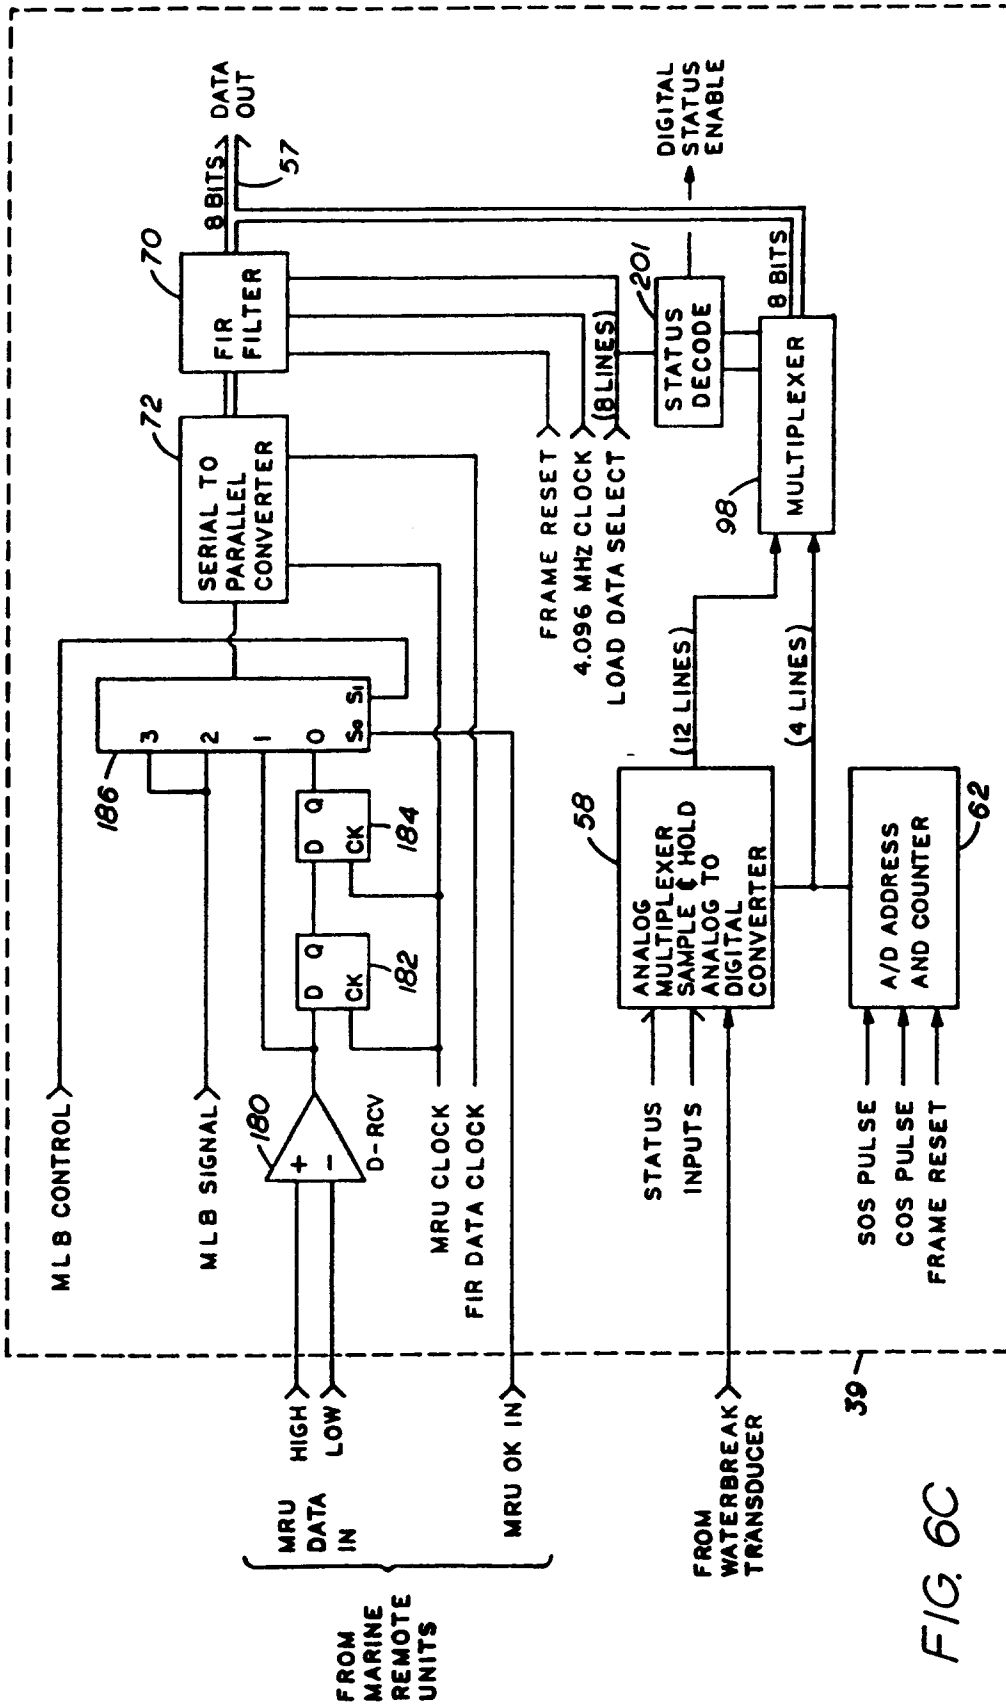 MLB CONTROL
MLB SIGNAL
186
3
2
1
0
S0 S1
180
+
-
D-RCV
D Q
CK
182
D Q
CK
184
72
SERIAL TO
PARALLEL
CONVERTER
70
FIR
FILTER
8 BITS
DATA
OUT
57
FROM
MARINE
REMOTE
UNITS
MRU
DATA
IN
HIGH
LOW
MRU OK IN
MRU CLOCK
FIR DATA CLOCK
FRAME RESET
4.096 MHZ CLOCK
LOAD DATA SELECT
(8 LINES)
STATUS
DECODE
201
DIGITAL
STATUS
ENABLE
STATUS
INPUTS
FROM
WATERBREAK
TRANSDUCER
58
ANALOG
MULTIPLEXER
SAMPLE & HOLD
ANALOG TO
DIGITAL
CONVERTER
(12 LINES)
(4 LINES)
98
MULTIPLEXER
8 BITS
SOS PULSE
COS PULSE
FRAME RESET
A/D ADDRESS
AND COUNTER
62
39
FIG. 6C